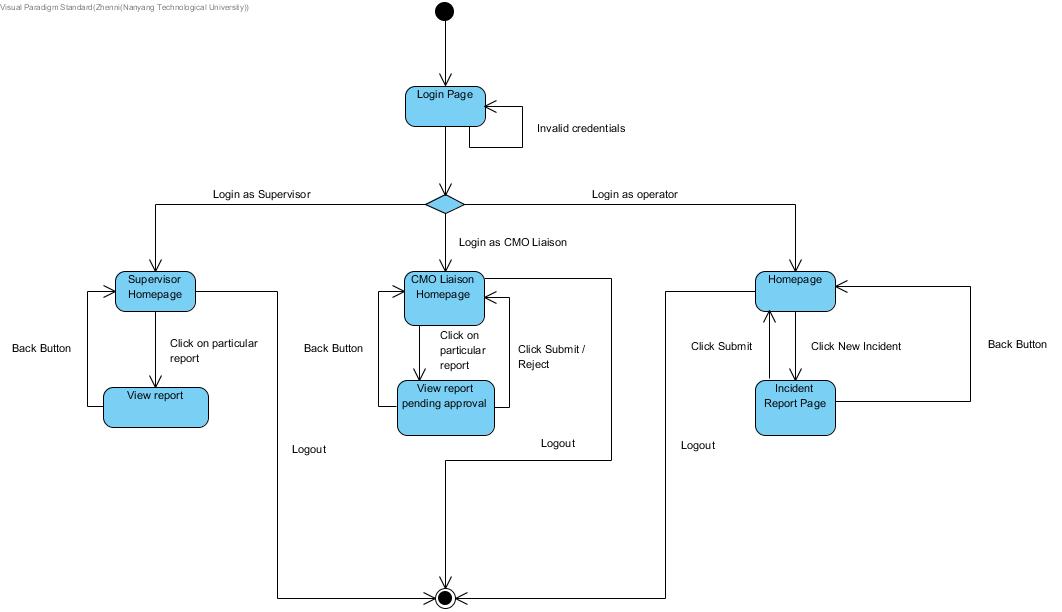 Visual Paradigm Standard(Zhenni(Nanyang Technological University))
Login Page
Invalid credentials
Login as Supervisor
Login as operator
Login as CMO Liaison
Supervisor
Homepage
CMO Liaison
Homepage
Homepage
Back Button
Click on particular
report
Back Button
Click on
particular
report
Click Submit /
Reject
Click Submit
Click New Incident
Back Button
View report
View report
pending approval
Incident
Report Page
Logout
Logout
Logout